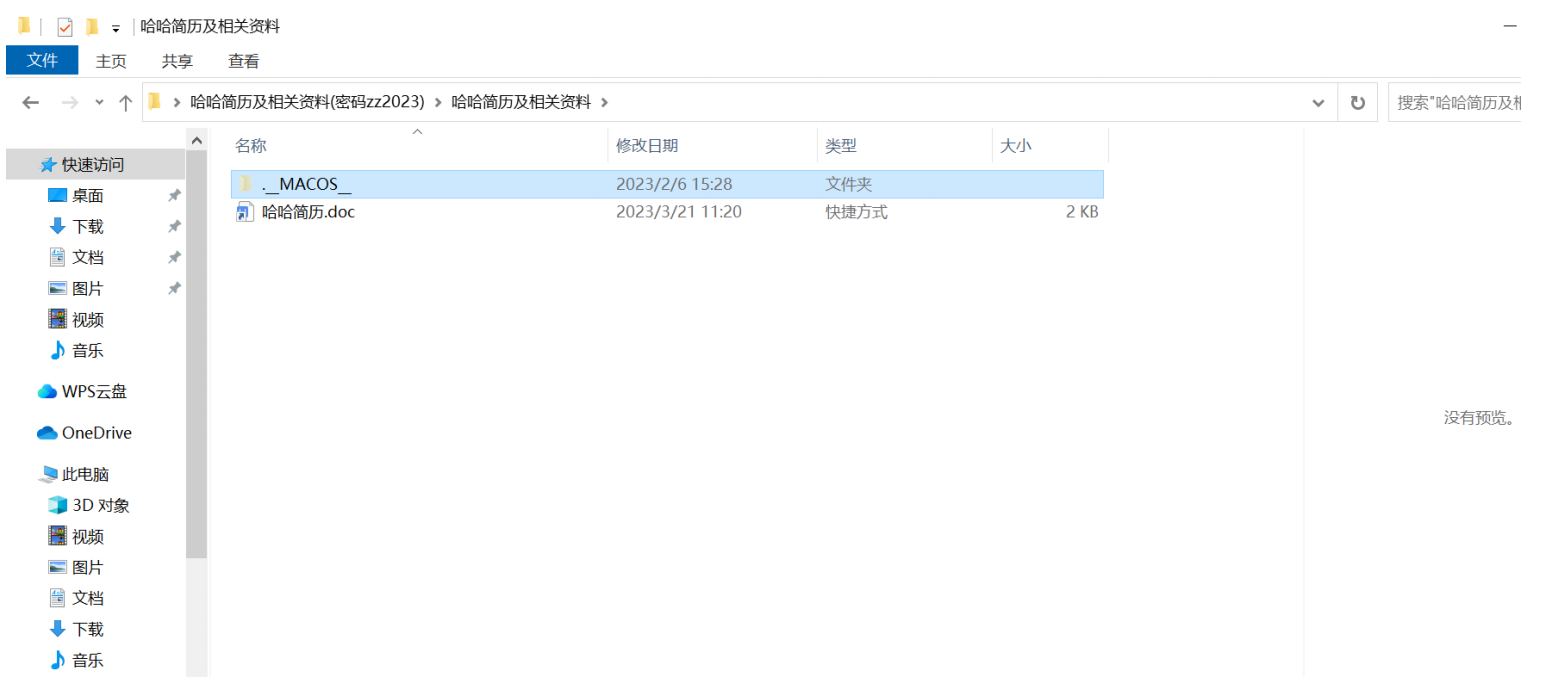 哈哈简历及相关资料
文件 主页 共享 查看
哈哈简历及相关资料(密码zz2023) 哈哈简历及相关资料 搜索"哈哈简历及相
名称 修改日期 类型 大小
快速访问
._MACOS_ 2023/2/6 15:28 文件夹
桌面
哈哈简历.doc 2023/3/21 11:20 快捷方式 2 KB
下载
文档
图片
视频
音乐
WPS云盘
没有预览。
OneDrive
此电脑
3D 对象
视频
图片
文档
下载
音乐